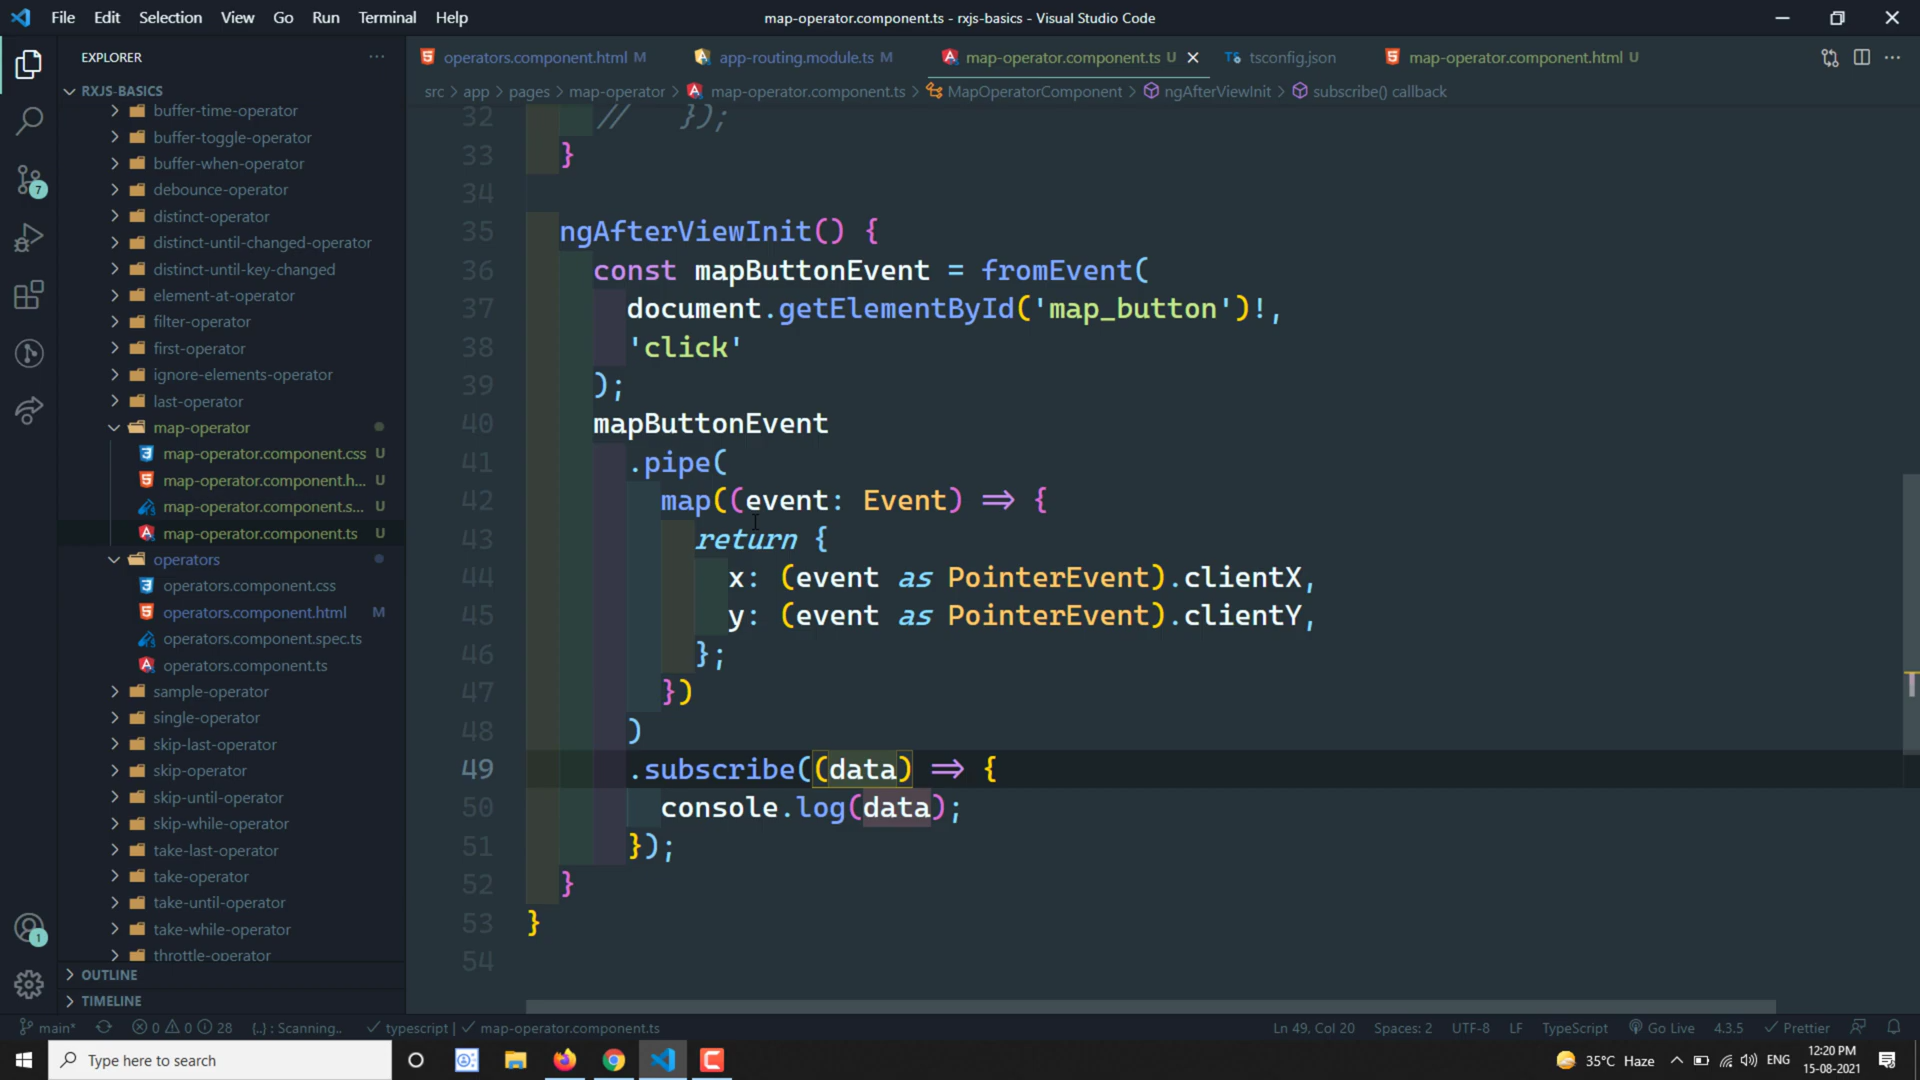 File Edit Selection View Go Run Terminal Help
map-operator.component.ts - rxjs-basics - Visual Studio Code
EXPLORER
operators.component.html M
app-routing.module.ts M
map-operator.component.ts U
tsconfig.json
map-operator.component.html U
src > app > pages > map-operator > map-operator.component.ts > MapOperatorComponent > ngAfterViewInit > subscribe() callback
RXJS-BASICS
buffer-time-operator
buffer-toggle-operator
buffer-when-operator
debounce-operator
distinct-operator
distinct-until-changed-operator
distinct-until-key-changed
element-at-operator
filter-operator
first-operator
ignore-elements-operator
last-operator
map-operator
map-operator.component.css U
map-operator.component.h... U
map-operator.component.s... U
map-operator.component.ts U
operators
operators.component.css
operators.component.html M
operators.component.spec.ts
operators.component.ts
sample-operator
single-operator
skip-last-operator
skip-operator
skip-until-operator
skip-while-operator
take-last-operator
take-operator
take-until-operator
take-while-operator
throttle-operator
OUTLINE
TIMELINE
7
1
32 // });
33 }
34
35 ngAfterViewInit() {
36 const mapButtonEvent = fromEvent(
37 document.getElementById('map_button')!,
38 'click'
39 );
40 mapButtonEvent
41 .pipe(
42 map((event: Event) => {
43 return {
44 x: (event as PointerEvent).clientX,
45 y: (event as PointerEvent).clientY,
46 };
47 })
48 )
49 .subscribe((data) => {
50 console.log(data);
51 });
52 }
53 }
54
main* 0 0 28 {..} : Scanning.. ✓ typescript | ✓ map-operator.component.ts
Ln 49, Col 20 Spaces: 2 UTF-8 LF TypeScript Go Live 4.3.5 ✓ Prettier
Type here to search
35°C Haze
ENG
12:20 PM
15-08-2021